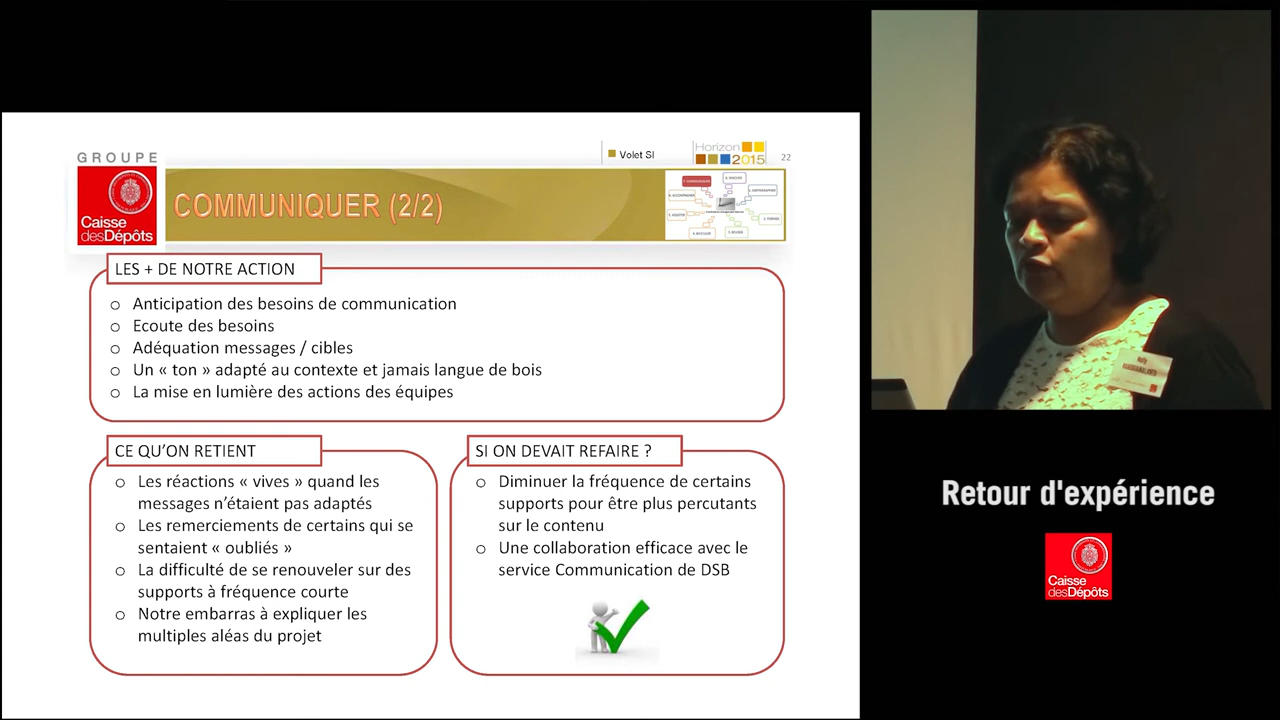 GROUPE
Caisse
desDépôts
Volet SI
Horizon
2015
22
COMMUNIQUER (2/2)
LES + DE NOTRE ACTION
o Anticipation des besoins de communication
o Ecoute des besoins
o Adéquation messages / cibles
o Un « ton » adapté au contexte et jamais langue de bois
o La mise en lumière des actions des équipes
CE QU'ON RETIENT
o Les réactions « vives » quand les
messages n'étaient pas adaptés
o Les remerciements de certains qui se
sentaient « oubliés »
o La difficulté de se renouveler sur des
supports à fréquence courte
o Notre embarras à expliquer les
multiples aléas du projet
SI ON DEVAIT REFAIRE ?
o Diminuer la fréquence de certains
supports pour être plus percutants
sur le contenu
o Une collaboration efficace avec le
service Communication de DSB
Retour d'expérience
Caisse
desDépôts